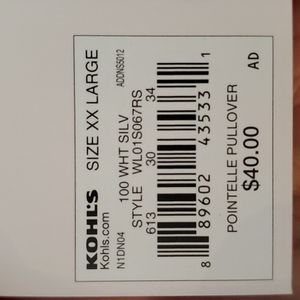 KOHL'S SIZE XX LARGE
Kohls.com
N1DN04 ADDNS5012
100 WHT SILV
STYLE WL01S067RS
613 30 34
8 89602 43533 1
POINTELLE PULLOVER
$40.00 AD